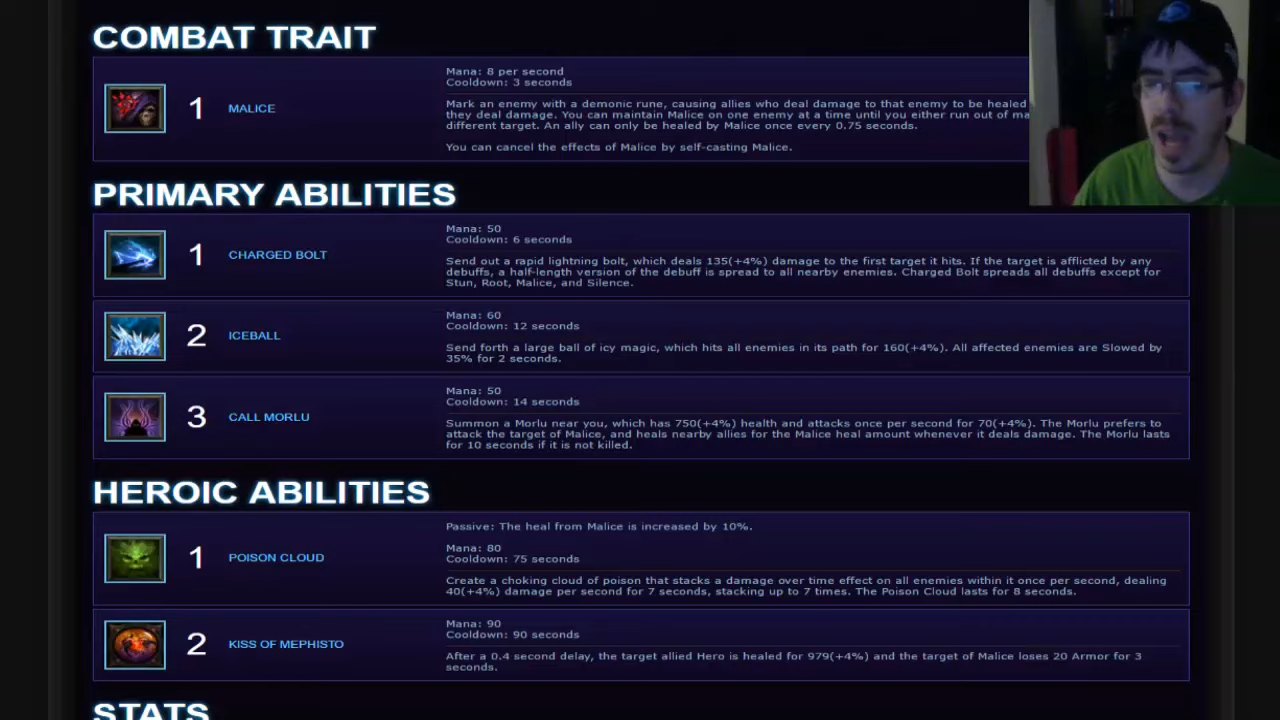 COMBAT TRAIT
1 MALICE
Mana: 8 per second
Cooldown: 3 seconds
Mark an enemy with a demonic rune, causing allies who deal damage to that enemy to be healed
they deal damage. You can maintain Malice on one enemy at a time until you either run out of ma
different target. An ally can only be healed by Malice once every 0.75 seconds.
You can cancel the effects of Malice by self-casting Malice.
PRIMARY ABILITIES
1 CHARGED BOLT
Mana: 50
Cooldown: 6 seconds
Send out a rapid lightning bolt, which deals 135(+4%) damage to the first target it hits. If the target is afflicted by any
debuffs, a half-length version of the debuff is spread to all nearby enemies. Charged Bolt spreads all debuffs except for
Stun, Root, Malice, and Silence.
2 ICEBALL
Mana: 60
Cooldown: 12 seconds
Send forth a large ball of icy magic, which hits all enemies in its path for 160(+4%). All affected enemies are Slowed by
35% for 2 seconds.
3 CALL MORLU
Mana: 50
Cooldown: 14 seconds
Summon a Morlu near you, which has 750(+4%) health and attacks once per second for 70(+4%). The Morlu prefers to
attack the target of Malice, and heals nearby allies for the Malice heal amount whenever it deals damage. The Morlu lasts
for 10 seconds if it is not killed.
HEROIC ABILITIES
1 POISON CLOUD
Passive: The heal from Malice is increased by 10%.
Mana: 80
Cooldown: 75 seconds
Create a choking cloud of poison that stacks a damage over time effect on all enemies within it once per second, dealing
40(+4%) damage per second for 7 seconds, stacking up to 7 times. The Poison Cloud lasts for 8 seconds.
2 KISS OF MEPHISTO
Mana: 90
Cooldown: 90 seconds
After a 0.4 second delay, the target allied Hero is healed for 979(+4%) and the target of Malice loses 20 Armor for 3
seconds.
STATS